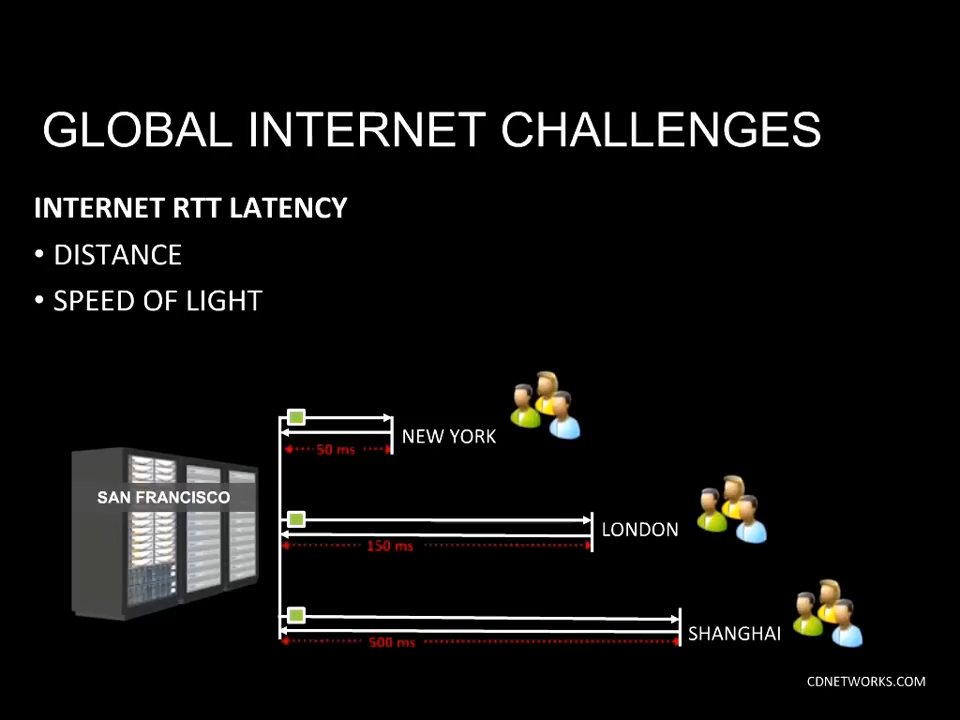 GLOBAL INTERNET CHALLENGES
INTERNET RTT LATENCY
• DISTANCE
• SPEED OF LIGHT
NEW YORK
50 ms
SAN FRANCISCO
LONDON
150 ms
SHANGHAI
500 ms
CDNETWORKS.COM